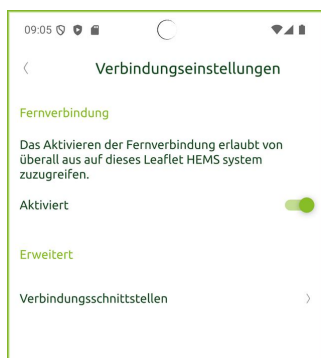 09:05
Verbindungseinstellungen
Fernverbindung
Das Aktivieren der Fernverbindung erlaubt von
überall aus auf dieses Leaflet HEMS system
zuzugreifen.
Aktiviert
Erweitert
Verbindungsschnittstellen